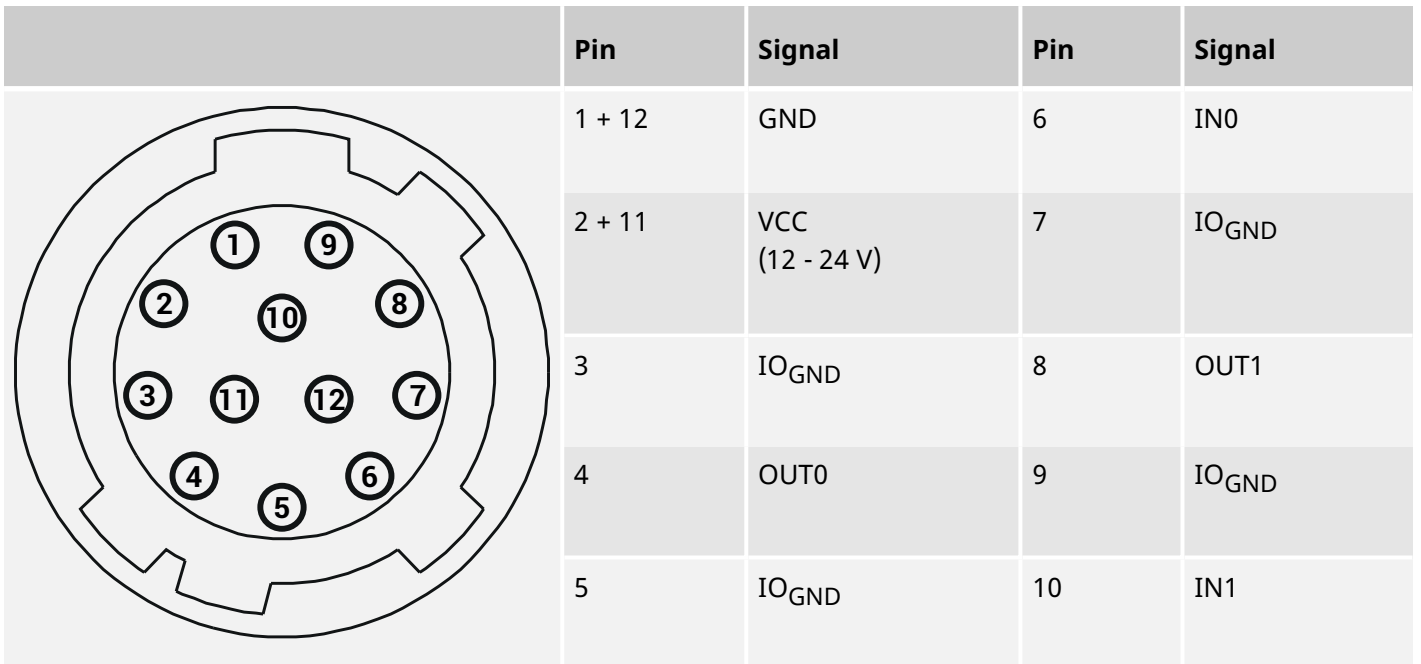 Pin Signal Pin Signal
1 + 12 GND 6 IN0
2 + 11 VCC 7 IOGND
(12 - 24 V)
3 IOGND 8 OUT1
4 OUT0 9 IOGND
5 IOGND 10 IN1
1 9
2 8
10
3 11 12 7
4 6
5